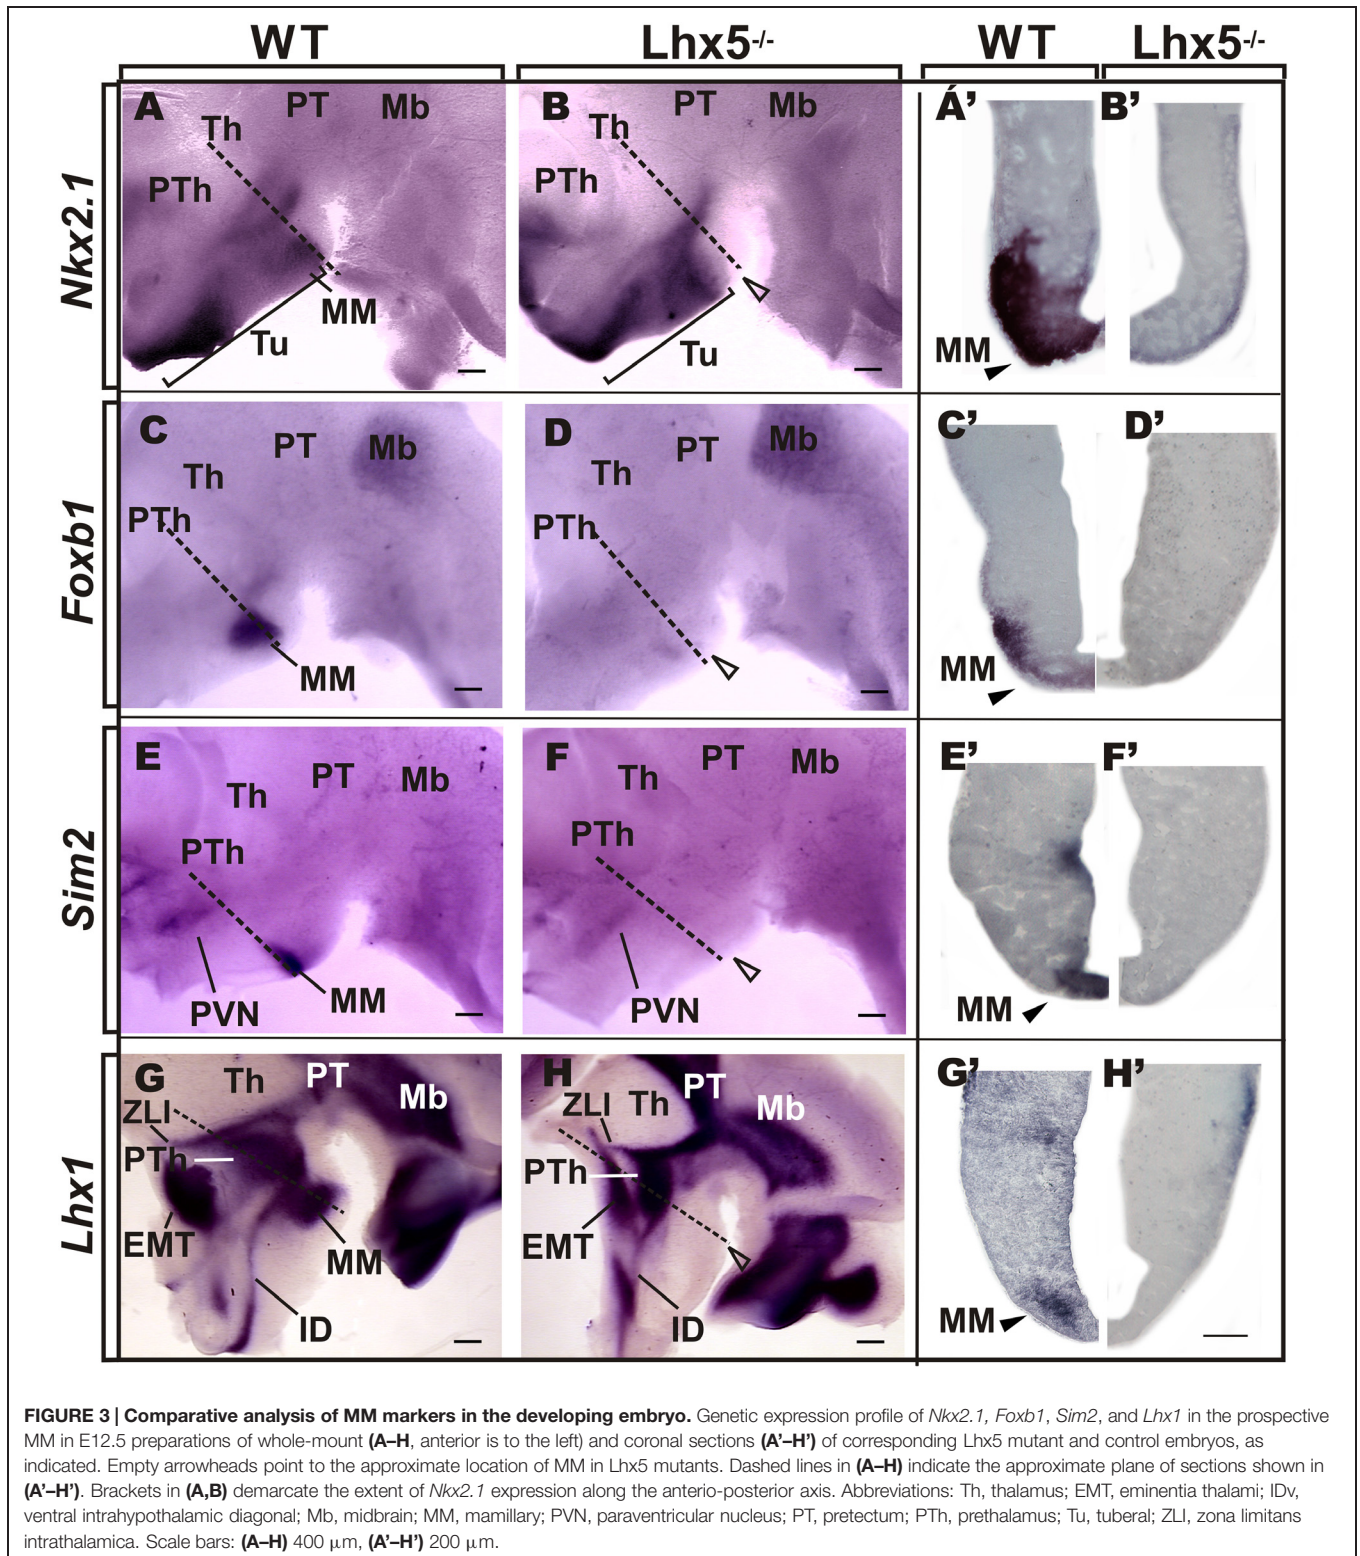 WT Lhx5-/- WT Lhx5-/-
Nkx2.1
A Th PT Mb PTh MM Tu
B Th PT Mb PTh Tu
Á’ MM
B’
Foxb1
C PT Mb Th PTh MM
D PT Mb Th PTh
C’ MM
D’
Sim2
E PT Mb Th PTh PVN MM
F PT Mb Th PTh PVN
E’ MM
F’
Lhx1
G Th PT Mb ZLI PTh EMT MM ID
H PT Mb ZLI Th PTh EMT ID
G’ MM
H’
FIGURE 3 | Comparative analysis of MM markers in the developing embryo. Genetic expression profile of Nkx2.1, Foxb1, Sim2, and Lhx1 in the prospective
MM in E12.5 preparations of whole-mount (A–H, anterior is to the left) and coronal sections (A’–H’) of corresponding Lhx5 mutant and control embryos, as
indicated. Empty arrowheads point to the approximate location of MM in Lhx5 mutants. Dashed lines in (A–H) indicate the approximate plane of sections shown in
(A’–H’). Brackets in (A,B) demarcate the extent of Nkx2.1 expression along the anterio-posterior axis. Abbreviations: Th, thalamus; EMT, eminentia thalami; IDv,
ventral intrahypothalamic diagonal; Mb, midbrain; MM, mamillary; PVN, paraventricular nucleus; PT, pretectum; PTh, prethalamus; Tu, tuberal; ZLI, zona limitans
intrathalamica. Scale bars: (A–H) 400 μm, (A’–H’) 200 μm.